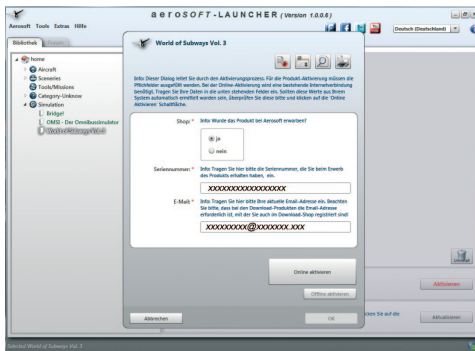 aerosoft-LAUNCHER (Version 1.0.0.6)
Aerosoft Tools Extras Hilfe
Deutsch (Deutschland)
Bibliothek
home
Aircraft
Sceneries
Tools/Missions
Category-Unknow
Simulation
Bridge!
OMSI - Der Omnibussimulator
World of Subways Vol. 3
World of Subways Vol. 3
Info: Dieser Dialog leitet Sie durch den Aktivierungsprozess. Für die Produkt-Aktivierung müssen die
Pflichtfelder ausgefüllt werden. Bei der Online-Aktivierung wird eine bestehende Internetverbindung
benötigt. Tragen Sie Ihre Daten in die unten stehenden Felder ein. Sollten diese Werte aus Ihrem
System automatisch ermittelt worden sein, überprüfen Sie diese bitte und klicken auf die 'Online
Aktivieren' Schaltfläche.
Shop: * Info: Wurde das Produkt bei Aerosoft erworben?
ja
nein
Seriennummer: * Info: Tragen Sie hier bitte die Seriennummer, die Sie beim Erwerb
des Produkts erhalten haben, ein.
XXXXXXXXXXXXXXXXX
E-Mail: * Info: Tragen Sie hier bitte Ihre aktuelle Email-Adresse ein. Beachten
Sie bitte, dass bei den Download-Produkten die Email-Adresse
erforderlich ist, mit der Sie auch im Download-Shop registriert sind!
XXXXXXXXX@XXXXXXX.XXX
Online aktivieren
Offline aktivieren
Abbrechen
OK
Aktivieren
cken Sie auf die
Aktualisieren
Selected World of Subways Vol. 3